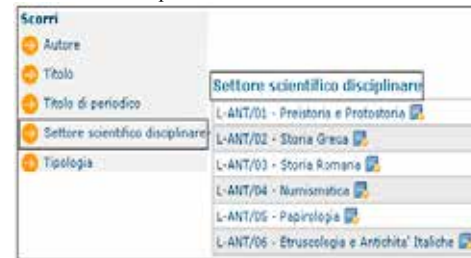 Scorri
Autore
Titolo
Titolo di periodico
Settore scientifico disciplinare
Tipologia
Settore scientifico disciplinare
L-ANT/01 - Preistoria e Protostoria
L-ANT/02 - Storia Greca
L-ANT/03 - Storia Romana
L-ANT/04 - Numismatica
L-ANT/05 - Papirologia
L-ANT/06 - Etruscologia e Antichita' Italiche